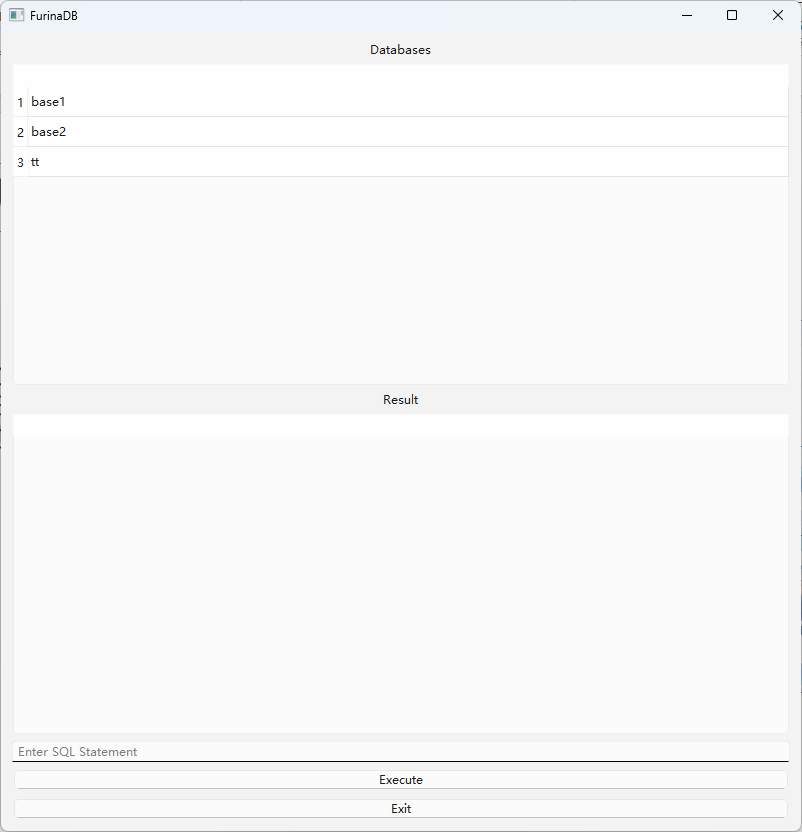 FurinaDB
Databases
1 base1
2 base2
3 tt
Result
Enter SQL Statement
Execute
Exit